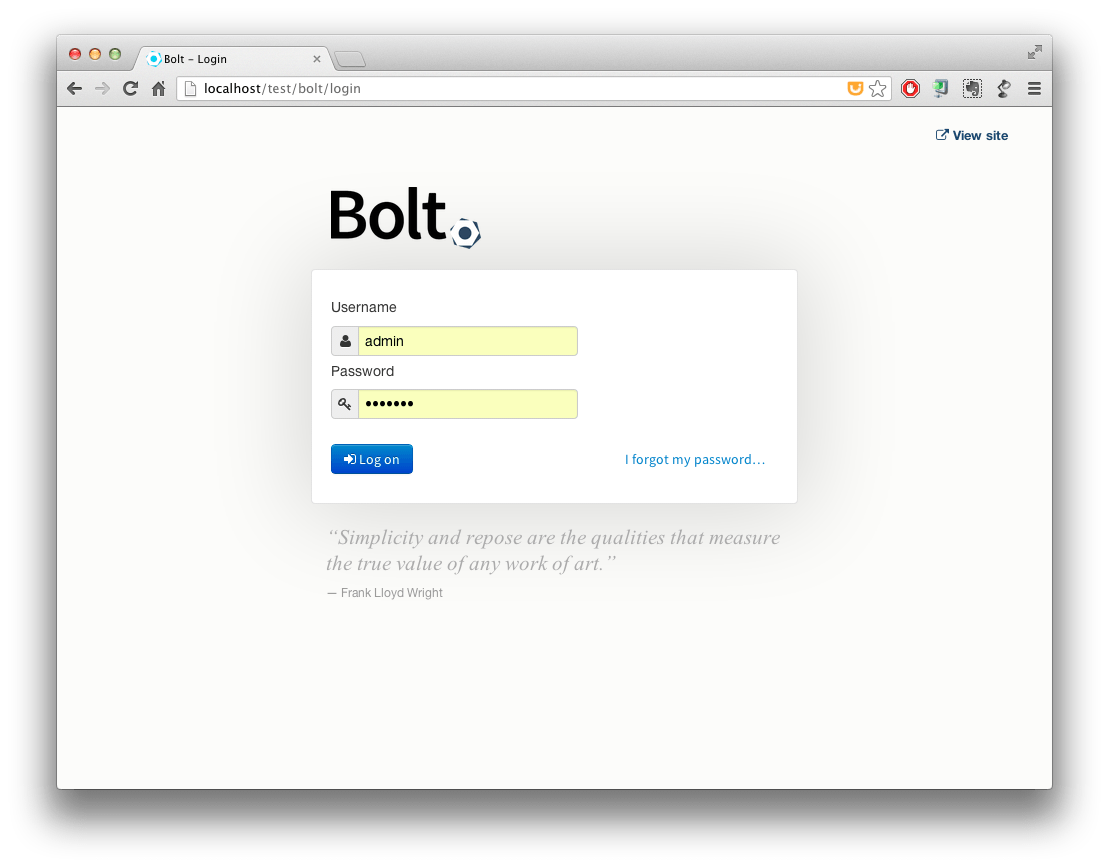 Bolt – Login
localhost/test/bolt/login
View site
Bolt
Username
admin
Password
•••••••
Log on
I forgot my password…
“Simplicity and repose are the qualities that measure
the true value of any work of art.”
— Frank Lloyd Wright